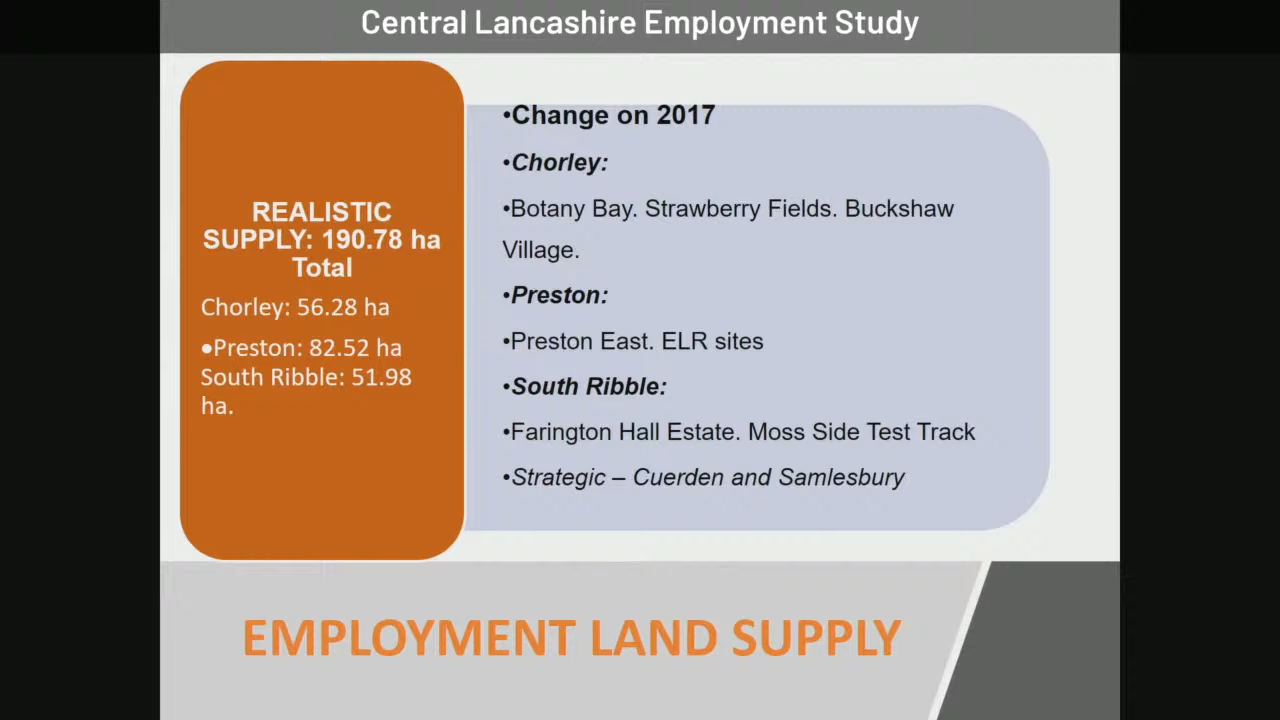 Central Lancashire Employment Study
REALISTIC
SUPPLY: 190.78 ha
Total
Chorley: 56.28 ha
•Preston: 82.52 ha
South Ribble: 51.98
ha.
•Change on 2017
•Chorley:
•Botany Bay. Strawberry Fields. Buckshaw
Village.
•Preston:
•Preston East. ELR sites
•South Ribble:
•Farington Hall Estate. Moss Side Test Track
•Strategic – Cuerden and Samlesbury
EMPLOYMENT LAND SUPPLY